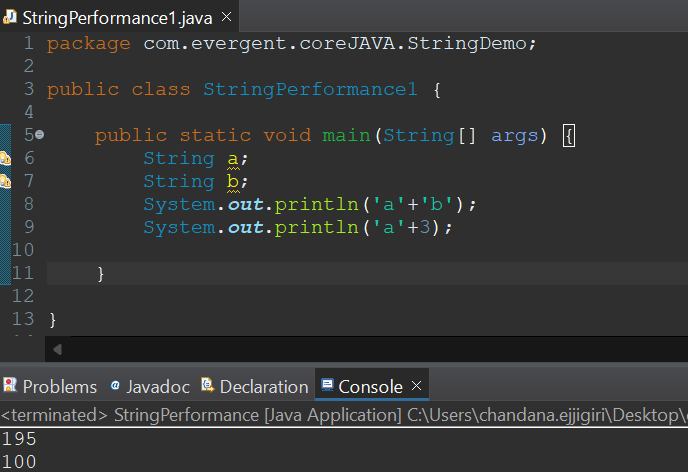 StringPerformance1.java ×
1 package com.evergent.coreJAVA.StringDemo;
2
3 public class StringPerformance1 {
4
5 public static void main(String[] args) {
6 String a;
7 String b;
8 System.out.println('a'+'b');
9 System.out.println('a'+3);
10
11 }
12
13 }
Problems @ Javadoc Declaration Console ×
<terminated> StringPerformance [Java Application] C:\Users\chandana.ejjigiri\Desktop\
195
100